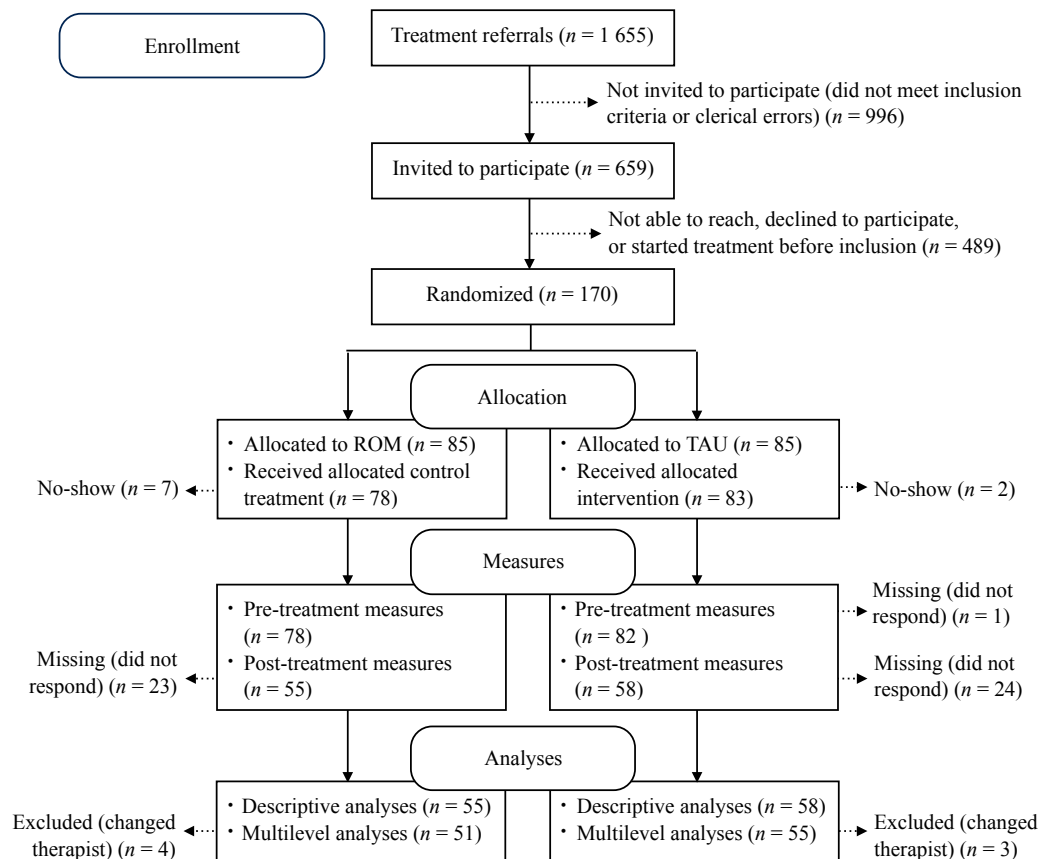 Enrollment
Treatment referrals (n = 1 655)
Not invited to participate (did not meet inclusion
criteria or clerical errors) (n = 996)
Invited to participate (n = 659)
Not able to reach, declined to participate,
or started treatment before inclusion (n = 489)
Randomized (n = 170)
Allocation
・ Allocated to ROM (n = 85)
・ Received allocated control
treatment (n = 78)
No-show (n = 7)
・ Allocated to TAU (n = 85)
・ Received allocated
intervention (n = 83)
No-show (n = 2)
Measures
・ Pre-treatment measures
(n = 78)
・ Post-treatment measures
(n = 55)
Missing (did not
respond) (n = 23)
・ Pre-treatment measures
(n = 82 )
・ Post-treatment measures
(n = 58)
Missing (did not
respond) (n = 1)
Missing (did not
respond) (n = 24)
Analyses
・ Descriptive analyses (n = 55)
・ Multilevel analyses (n = 51)
Excluded (changed
therapist) (n = 4)
・ Descriptive analyses (n = 58)
・ Multilevel analyses (n = 55)
Excluded (changed
therapist) (n = 3)